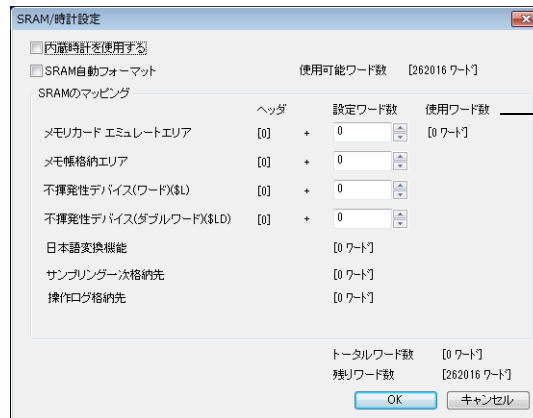 SRAM/時計設定
内蔵時計を使用する
SRAM自動フォーマット 使用可能ワード数 [262016 ワード]
SRAMのマッピング
ヘッダ 設定ワード数 使用ワード数
メモリカード エミュレートエリア [0] + 0 [0 ワード]
メモ帳格納エリア [0] + 0
不揮発性デバイス(ワード)($L) [0] + 0
不揮発性デバイス(ダブルワード)($LD) [0] + 0
日本語変換機能 [0 ワード]
サンプリング一次格納先 [0 ワード]
操作ログ格納先 [0 ワード]
トータルワード数 [0 ワード]
残りワード数 [262016 ワード]
OK キャンセル